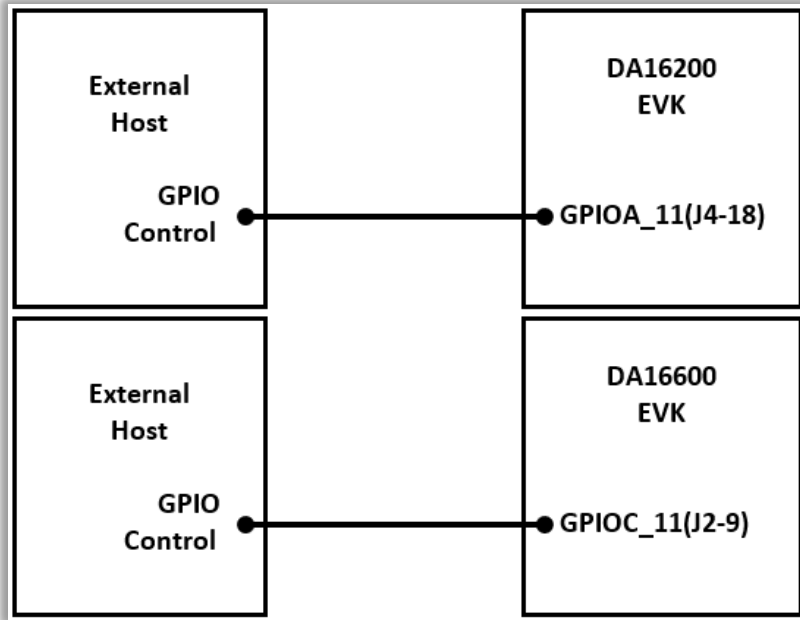 External
Host
GPIO
Control
DA16200
EVK
GPIOA_11(J4-18)
External
Host
GPIO
Control
DA16600
EVK
GPIOC_11(J2-9)